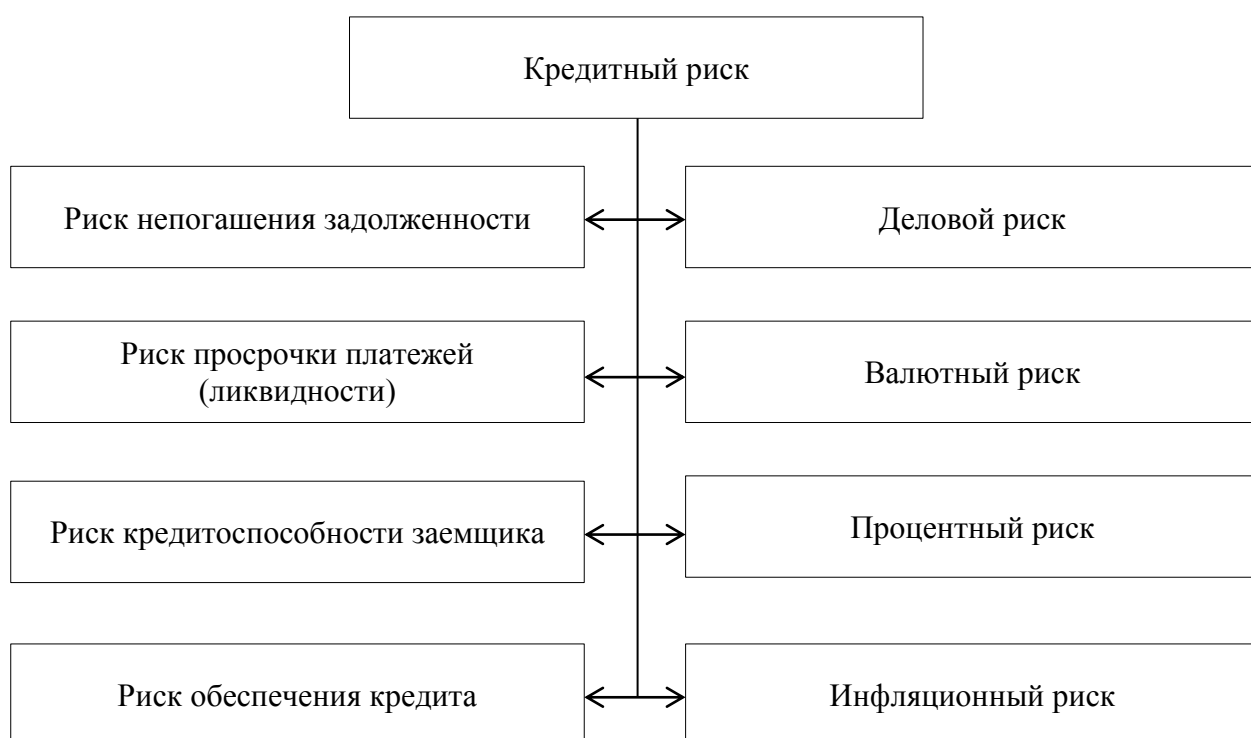 Кредитный риск
Риск непогашения задолженности
Деловой риск
Риск просрочки платежей
(ликвидности)
Валютный риск
Риск кредитоспособности заемщика
Процентный риск
Риск обеспечения кредита
Инфляционный риск